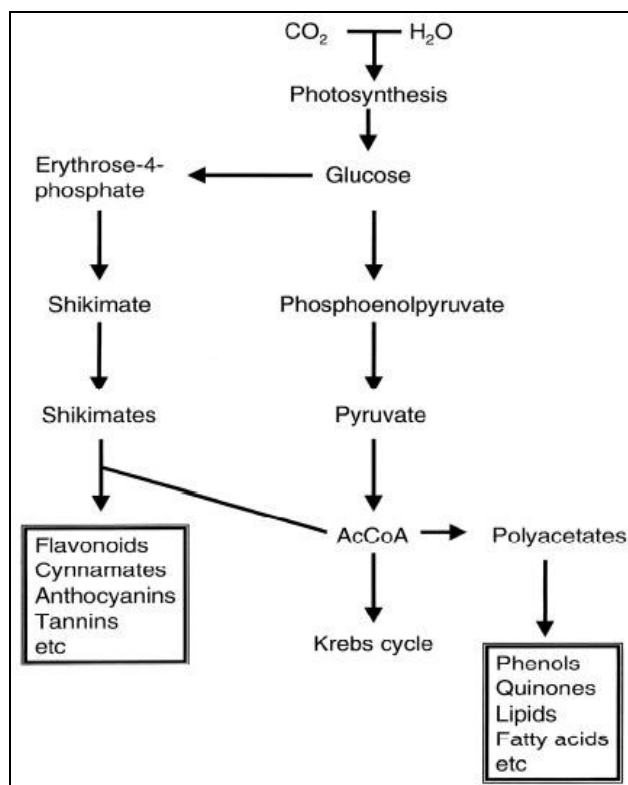 CO₂ H₂O
Photosynthesis
Erythrose-4-
phosphate
Glucose
Shikimate
Phosphoenolpyruvate
Shikimates
Pyruvate
AcCoA
Polyacetates
Flavonoids
Cynnamates
Anthocyanins
Tannins
etc
Krebs cycle
Phenols
Quinones
Lipids
Fatty acids
etc